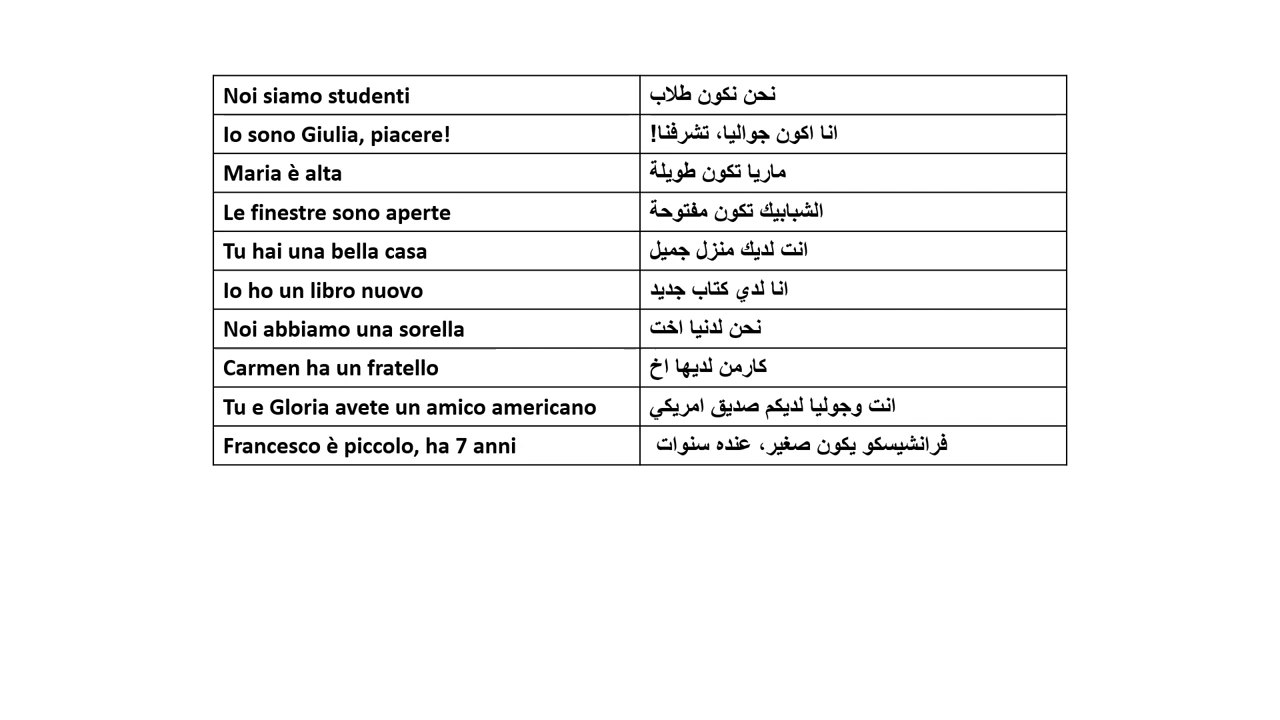 Noi siamo studenti نحن نكون طلاب
Io sono Giulia, piacere! انا اكون جواليا، تشرفنا!
Maria è alta ماريا تكون طويلة
Le finestre sono aperte الشبابيك تكون مفتوحة
Tu hai una bella casa انت لديك منزل جميل
Io ho un libro nuovo انا لدي كتاب جديد
Noi abbiamo una sorella نحن لدنيا اخت
Carmen ha un fratello كارمن لديها اخ
Tu e Gloria avete un amico americano انت وجوليا لديكم صديق امريكي
Francesco è piccolo, ha 7 anni فرانشيسكو يكون صغير، عنده سنوات